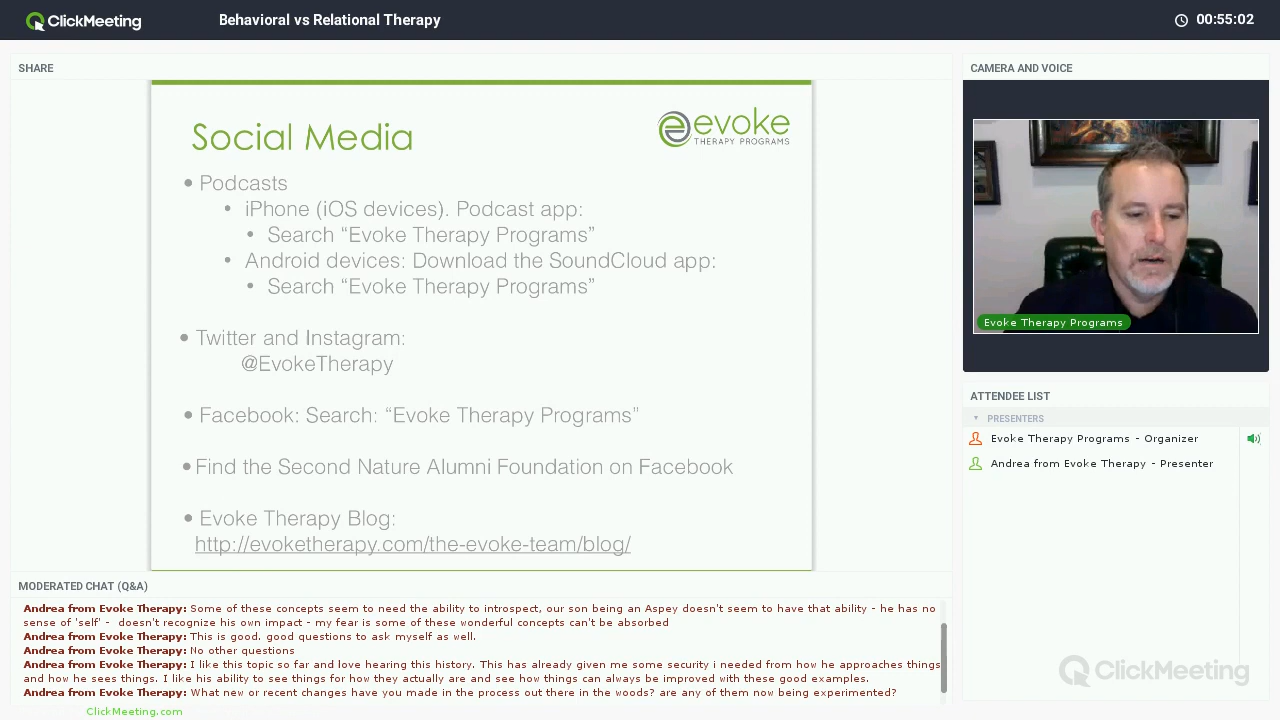 ClickMeeting
Behavioral vs Relational Therapy
00:55:02
SHARE
Social Media
evoke
THERAPY PROGRAMS
• Podcasts
• iPhone (iOS devices). Podcast app:
• Search “Evoke Therapy Programs”
• Android devices: Download the SoundCloud app:
• Search “Evoke Therapy Programs”
• Twitter and Instagram:
@EvokeTherapy
• Facebook: Search: “Evoke Therapy Programs”
• Find the Second Nature Alumni Foundation on Facebook
• Evoke Therapy Blog:
http://evoketherapy.com/the-evoke-team/blog/
CAMERA AND VOICE
Evoke Therapy Programs
ATTENDEE LIST
PRESENTERS
Evoke Therapy Programs - Organizer
Andrea from Evoke Therapy - Presenter
MODERATED CHAT (Q&A)
Andrea from Evoke Therapy: Some of these concepts seem to need the ability to introspect, our son being an Aspey doesn't seem to have that ability - he has no
sense of 'self' - doesn't recognize his own impact - my fear is some of these wonderful concepts can't be absorbed
Andrea from Evoke Therapy: This is good. good questions to ask myself as well.
Andrea from Evoke Therapy: No other questions
Andrea from Evoke Therapy: I like this topic so far and love hearing this history. This has already given me some security i needed from how he approaches things
and how he sees things. I like his ability to see things for how they actually are and see how things can always be improved with these good examples.
Andrea from Evoke Therapy: What new or recent changes have you made in the process out there in the woods? are any of them now being experimented?
ClickMeeting.com
ClickMeeting